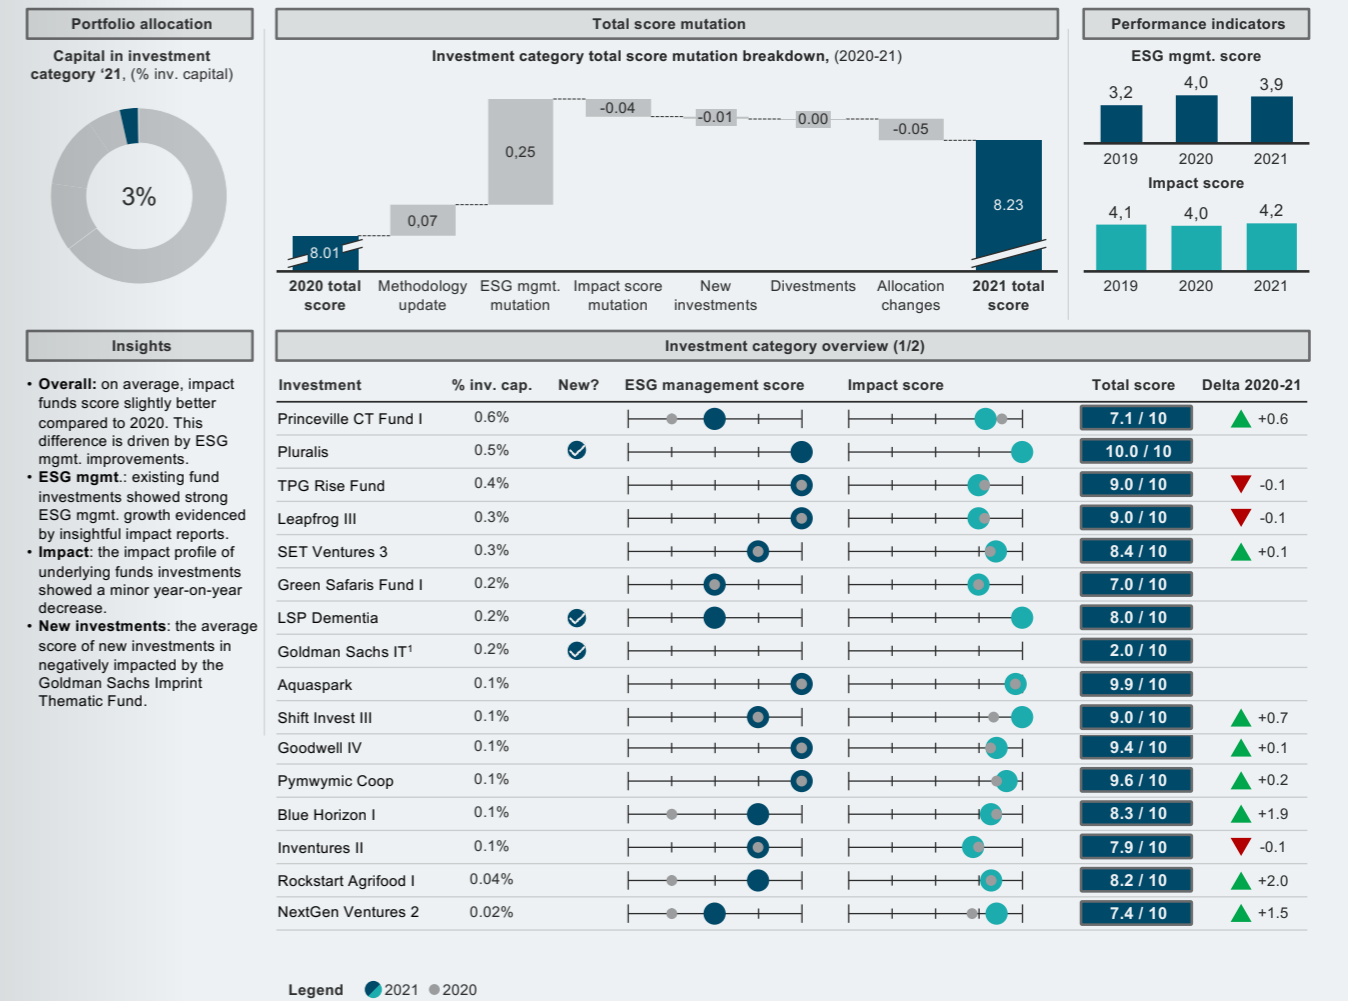 Portfolio allocation
Capital in investment
category ‘21, (% inv. capital)
3%
Total score mutation
Investment category total score mutation breakdown, (2020-21)
8.01
0,07
0,25
-0.04
-0.01
0.00
-0.05
8.23
2020 total
score
Methodology
update
ESG mgmt.
mutation
Impact score
mutation
New
investments
Divestments
Allocation
changes
2021 total
score
Performance indicators
ESG mgmt. score
3,2 4,0 3,9
2019 2020 2021
Impact score
4,1 4,0 4,2
2019 2020 2021
Insights
• Overall: on average, impact
funds score slightly better
compared to 2020. This
difference is driven by ESG
mgmt. improvements.
• ESG mgmt.: existing fund
investments showed strong
ESG mgmt. growth evidenced
by insightful impact reports.
• Impact: the impact profile of
underlying funds investments
showed a minor year-on-year
decrease.
• New investments: the average
score of new investments in
negatively impacted by the
Goldman Sachs Imprint
Thematic Fund.
Investment category overview (1/2)
Investment % inv. cap. New? ESG management score Impact score Total score Delta 2020-21
Princeville CT Fund I 0.6% 7.1 / 10 +0.6
Pluralis 0.5% 10.0 / 10
TPG Rise Fund 0.4% 9.0 / 10 -0.1
Leapfrog III 0.3% 9.0 / 10 -0.1
SET Ventures 3 0.3% 8.4 / 10 +0.1
Green Safaris Fund I 0.2% 7.0 / 10
LSP Dementia 0.2% 8.0 / 10
Goldman Sachs IT¹ 0.2% 2.0 / 10
Aquaspark 0.1% 9.9 / 10
Shift Invest III 0.1% 9.0 / 10 +0.7
Goodwell IV 0.1% 9.4 / 10 +0.1
Pymwymic Coop 0.1% 9.6 / 10 +0.2
Blue Horizon I 0.1% 8.3 / 10 +1.9
Inventures II 0.1% 7.9 / 10 -0.1
Rockstart Agrifood I 0.04% 8.2 / 10 +2.0
NextGen Ventures 2 0.02% 7.4 / 10 +1.5
Legend 2021 2020